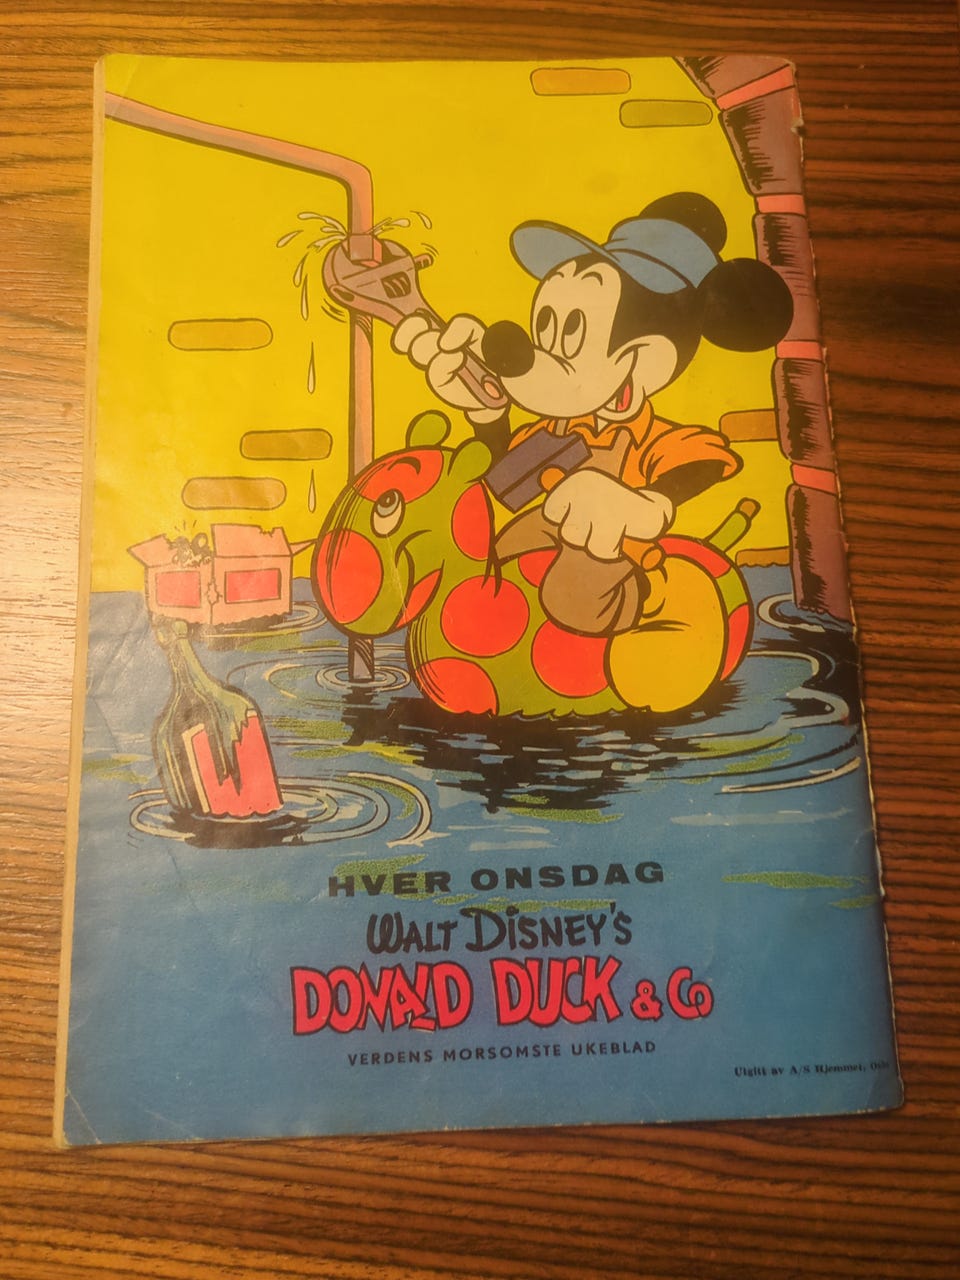 HVER ONSDAG
WALT DISNEY'S
DONALD DUCK & Co
VERDENS MORSOMSTE UKEBLAD
Utgitt av A/S Hjemmet, Oslo